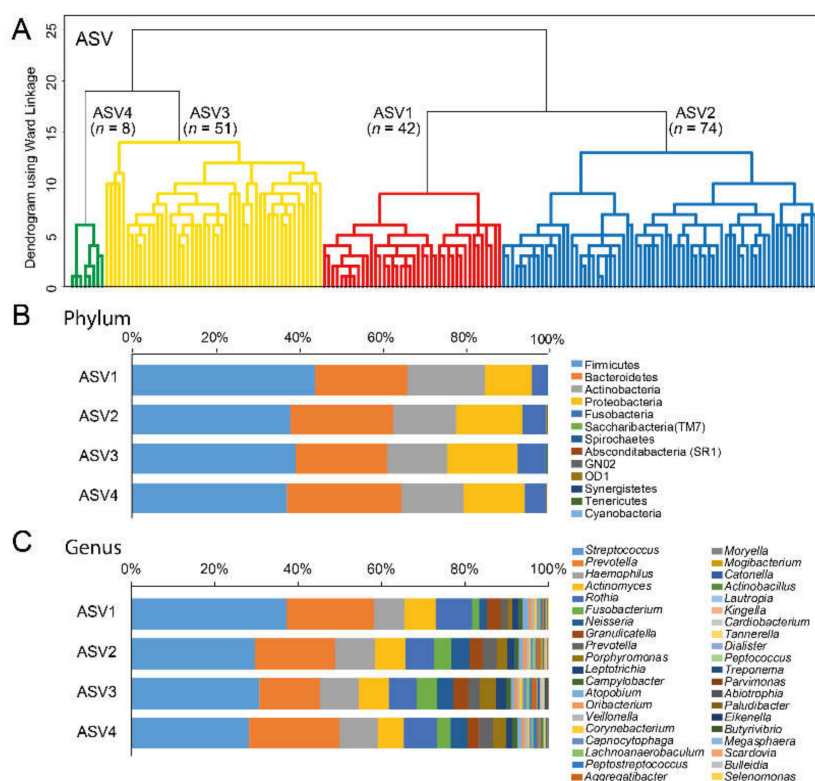 A
ASV
Dendrogram using Ward Linkage
0 5 10 15 20 25
ASV4
(n = 8)
ASV3
(n = 51)
ASV1
(n = 42)
ASV2
(n = 74)
B
Phylum
0% 20% 40% 60% 80% 100%
ASV1
ASV2
ASV3
ASV4
Firmicutes
Bacteroidetes
Actinobacteria
Proteobacteria
Fusobacteria
Saccharibacteria(TM7)
Spirochaetes
Absconditabacteria (SR1)
GN02
OD1
Synergistetes
Tenericutes
Cyanobacteria
C
Genus
0% 20% 40% 60% 80% 100%
ASV1
ASV2
ASV3
ASV4
Streptococcus
Prevotella
Haemophilus
Actinomyces
Rothia
Fusobacterium
Neisseria
Granulicatella
Prevotella
Porphyromonas
Leptotrichia
Campylobacter
Atopobium
Oribacterium
Veillonella
Corynebacterium
Capnocytophaga
Lachnoanaerobaculum
Peptostreptococcus
Aggregatibacter
Moryella
Mogibacterium
Catonella
Actinobacillus
Lautropia
Kingella
Cardiobacterium
Tannerella
Dialister
Peptococcus
Treponema
Parvimonas
Abiotrophia
Paludibacter
Eikenella
Butyrivibrio
Megasphaera
Scardovia
Bulleidia
Selenomonas